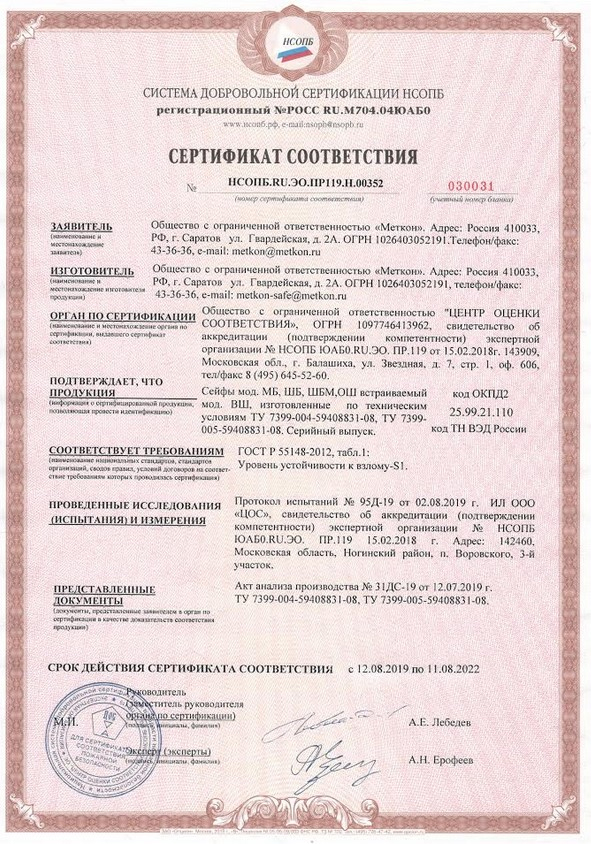 НСОПБ
СИСТЕМА ДОБРОВОЛЬНОЙ СЕРТИФИКАЦИИ НСОПБ
регистрационный №РОСС RU.М704.04ЮАБ0
www.нсопб.рф, e-mail:nsopb@nsopb.ru
СЕРТИФИКАТ СООТВЕТСТВИЯ
№ НСОПБ.RU.ЭО.ПР119.Н.00352
030031
(номер сертификата соответствия)
(учетный номер бланка)
ЗАЯВИТЕЛЬ
(наименование и
местонахождение
заявителя)
Общество с ограниченной ответственностью «Меткон». Адрес: Россия 410033,
РФ, г. Саратов ул. Гвардейская, д. 2А. ОГРН 1026403052191.Телефон/факс:
43-36-36, e-mail: metkon@metkon.ru
ИЗГОТОВИТЕЛЬ
(наименование и
местонахождение изготовителя
продукции)
Общество с ограниченной ответственностью «Меткон». Адрес: Россия 410033,
РФ, г. Саратов ул. Гвардейская, д. 2А. ОГРН 1026403052191, телефон/факс:
43-36-36, e-mail: metkon-safe@metkon.ru
ОРГАН ПО СЕРТИФИКАЦИИ
(наименование и местонахождение органа по
сертификации, выдавшего сертификат
соответствия)
Общество с ограниченной ответственностью "ЦЕНТР ОЦЕНКИ
СООТВЕТСТВИЯ», ОГРН 1097746413962, свидетельство об
аккредитации (подтверждении компетентности) экспертной
организации № НСОПБ ЮАБ0.RU.ЭО. ПР.119 от 15.02.2018г. 143909,
Московская обл., г. Балашиха, ул. Звездная, д. 7, стр. 1, оф. 606,
тел/факс 8 (495) 645-52-60.
ПОДТВЕРЖДАЕТ, ЧТО
ПРОДУКЦИЯ
(информация о сертифицированной продукции,
позволяющая провести идентификацию)
Сейфы мод. МБ, ШБ, ШБМ,ОШ встраиваемый
мод. ВШ, изготовленные по техническим
условиям ТУ 7399-004-59408831-08, ТУ 7399-
005-59408831-08. Серийный выпуск.
код ОКПД2
25.99.21.110
код ТН ВЭД России
СООТВЕТСТВУЕТ ТРЕБОВАНИЯМ
(наименование национальных стандартов, стандартов
организаций, сводов правил, условий договоров на соответ-
ствие требованиям которых проводилась сертификация)
ГОСТ Р 55148-2012, табл.1:
Уровень устойчивости к взлому-S1.
ПРОВЕДЕННЫЕ ИССЛЕДОВАНИЯ
(ИСПЫТАНИЯ) И ИЗМЕРЕНИЯ
Протокол испытаний № 95Д-19 от 02.08.2019 г. ИЛ ООО
«ЦОС», свидетельство об аккредитации (подтверждении
компетентности) экспертной организации № НСОПБ
ЮАБ0.RU.ЭО. ПР.119 15.02.2018 г. Адрес: 142460,
Московская область, Ногинский район, п. Воровского, 3-й
участок.
ПРЕДСТАВЛЕННЫЕ
ДОКУМЕНТЫ
(документы, представленные заявителем в орган по
сертификации в качестве доказательств соответствия
продукции)
Акт анализа производства № 31ДС-19 от 12.07.2019 г.
ТУ 7399-004-59408831-08, ТУ 7399-005-59408831-08.
СРОК ДЕЙСТВИЯ СЕРТИФИКАТА СООТВЕТСТВИЯ с 12.08.2019 по 11.08.2022
Руководитель
(заместитель руководителя
органа по сертификации)
(подпись, инициалы, фамилия)
М.П.
А.Е. Лебедев
Эксперт (эксперты)
(подпись, инициалы, фамилия)
А.Н. Ерофеев
ДЛЯ СЕРТИФИКАТОВ
СООТВЕТСТВИЯ
ПОЖАРНОЙ
БЕЗОПАСНОСТИ